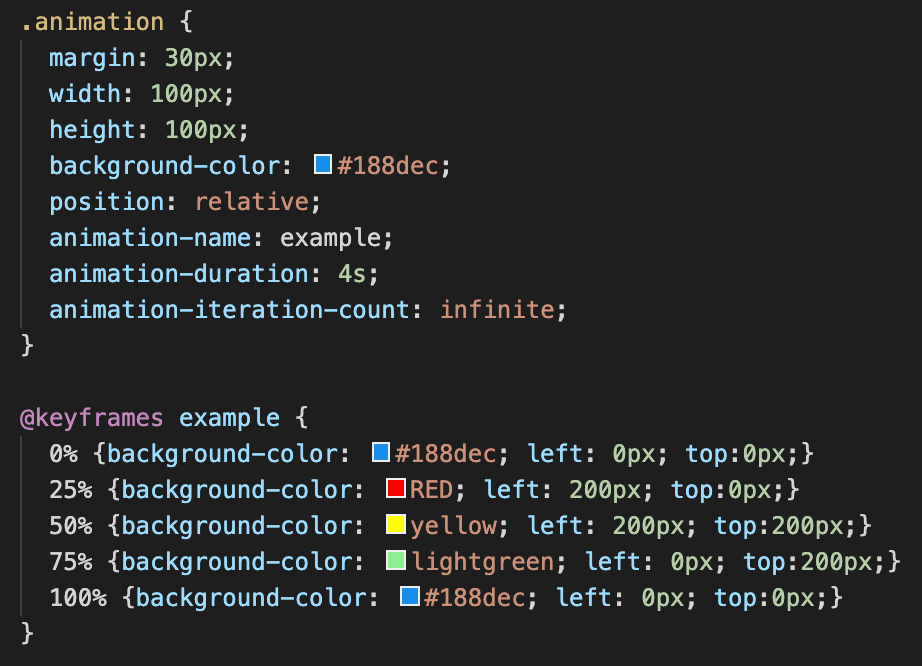 .animation {
  margin: 30px;
  width: 100px;
  height: 100px;
  background-color: #188dec;
  position: relative;
  animation-name: example;
  animation-duration: 4s;
  animation-iteration-count: infinite;
}

@keyframes example {
  0% {background-color: #188dec; left: 0px; top:0px;}
  25% {background-color: RED; left: 200px; top:0px;}
  50% {background-color: yellow; left: 200px; top:200px;}
  75% {background-color: lightgreen; left: 0px; top:200px;}
  100% {background-color: #188dec; left: 0px; top:0px;}
}